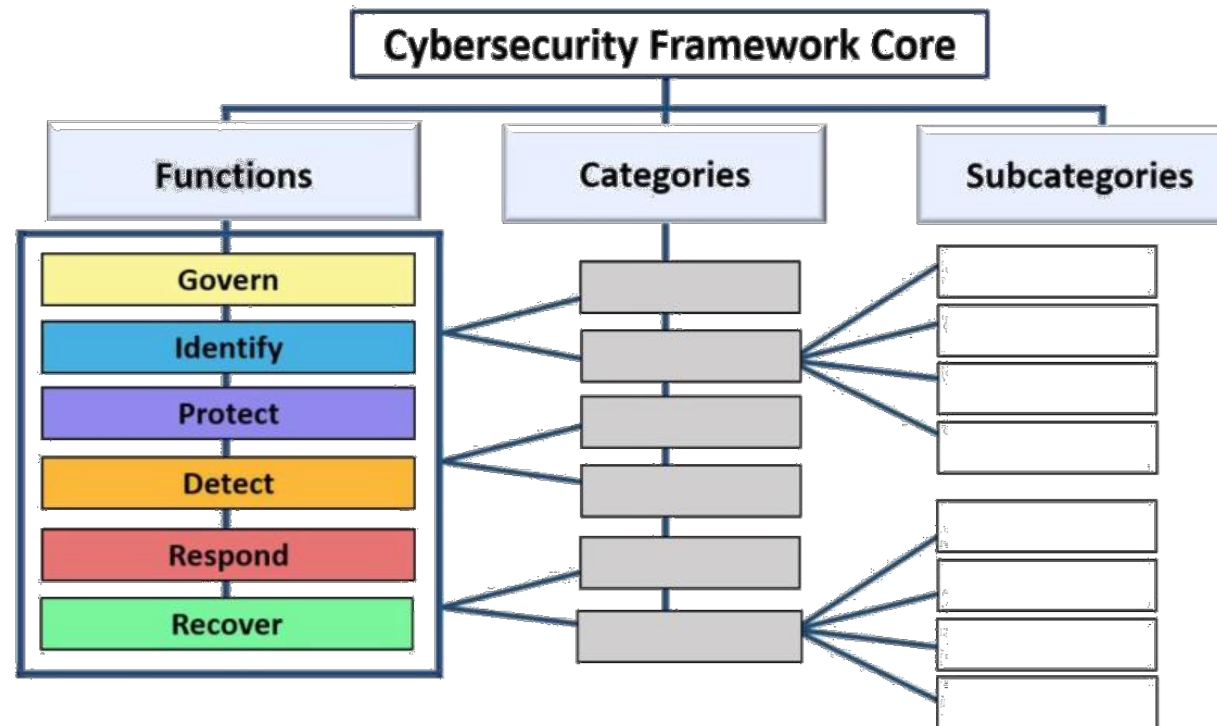 Cybersecurity Framework Core
Functions
Categories
Subcategories
Govern
Identify
Protect
Detect
Respond
Recover